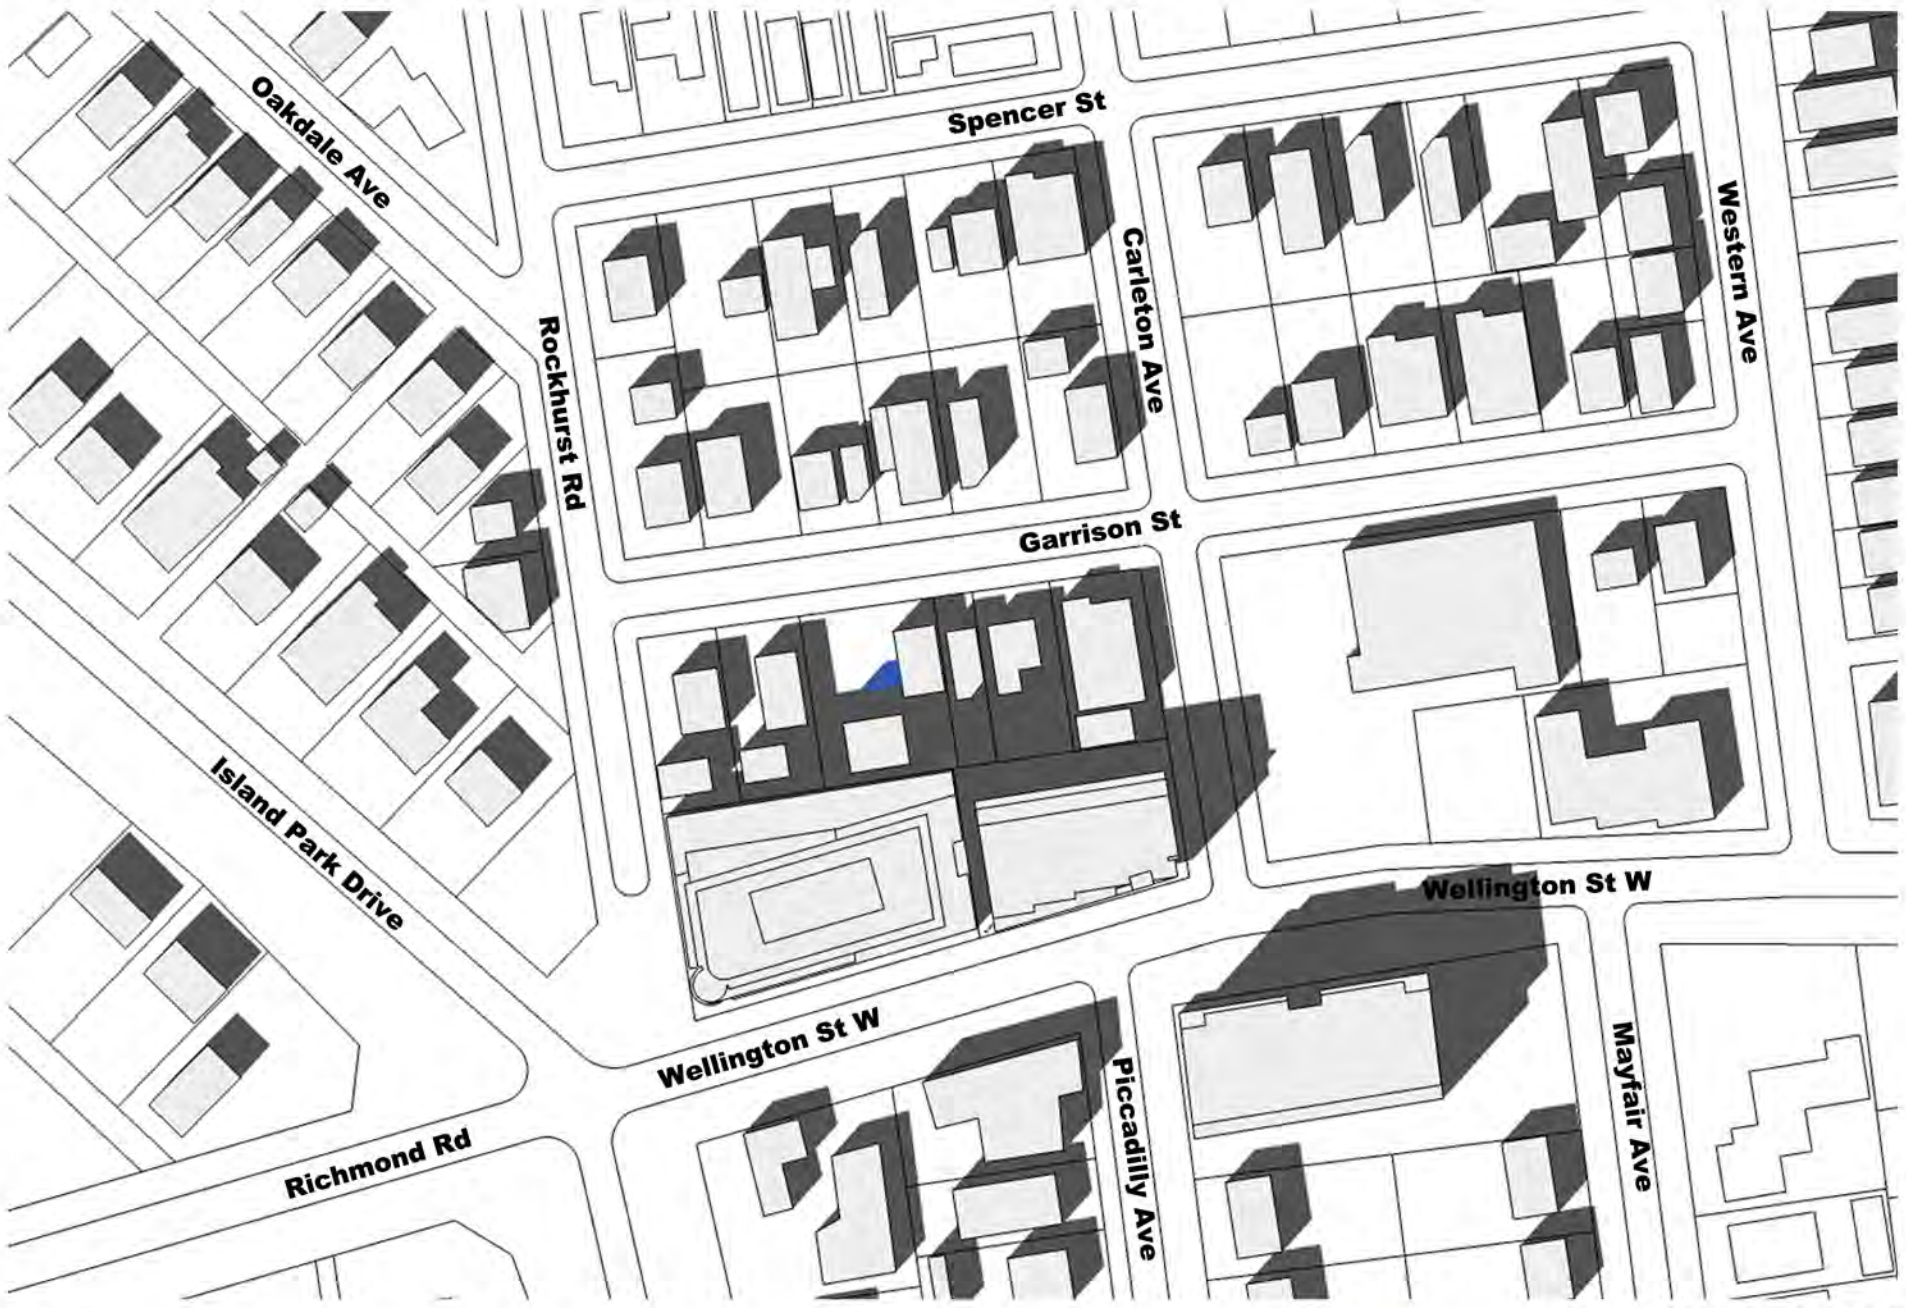 Oakdale Ave
Spencer St
Western Ave
Carleton Ave
Rockhurst Rd
Garrison St
Island Park Drive
Wellington St W
Wellington St W
Richmond Rd
Piccadilly Ave
Mayfair Ave